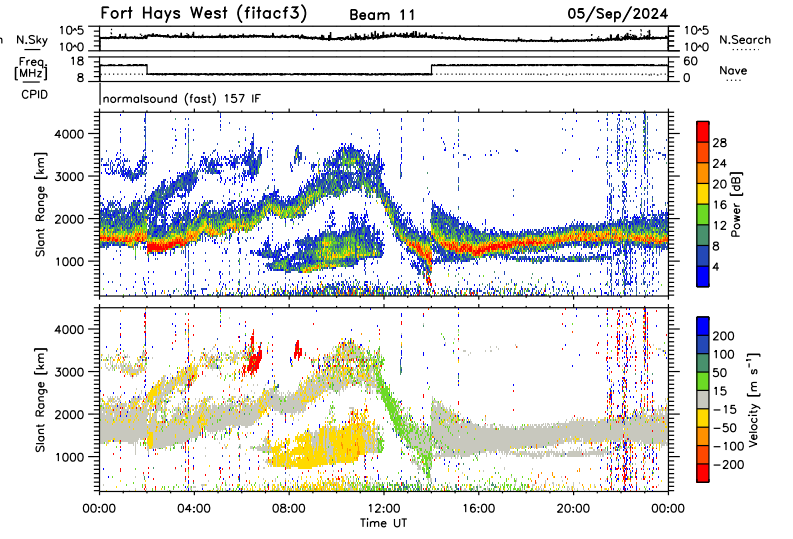 Fort Hays West (fitacf3) Beam 11 05/Sep/2024
N.Sky 10^5 10^0 10^5 10^0 N.Search
Freq. [MHz] 18 8 60 0 Nave
CPID normalsound (fast) 157 IF
Slant Range [km] 4000 3000 2000 1000
28 24 20 16 12 8 4 Power [dB]
Slant Range [km] 4000 3000 2000 1000
200 100 50 15 −15 −50 −100 −200 Velocity [m s⁻¹]
00:00 04:00 08:00 12:00 16:00 20:00 00:00
Time UT